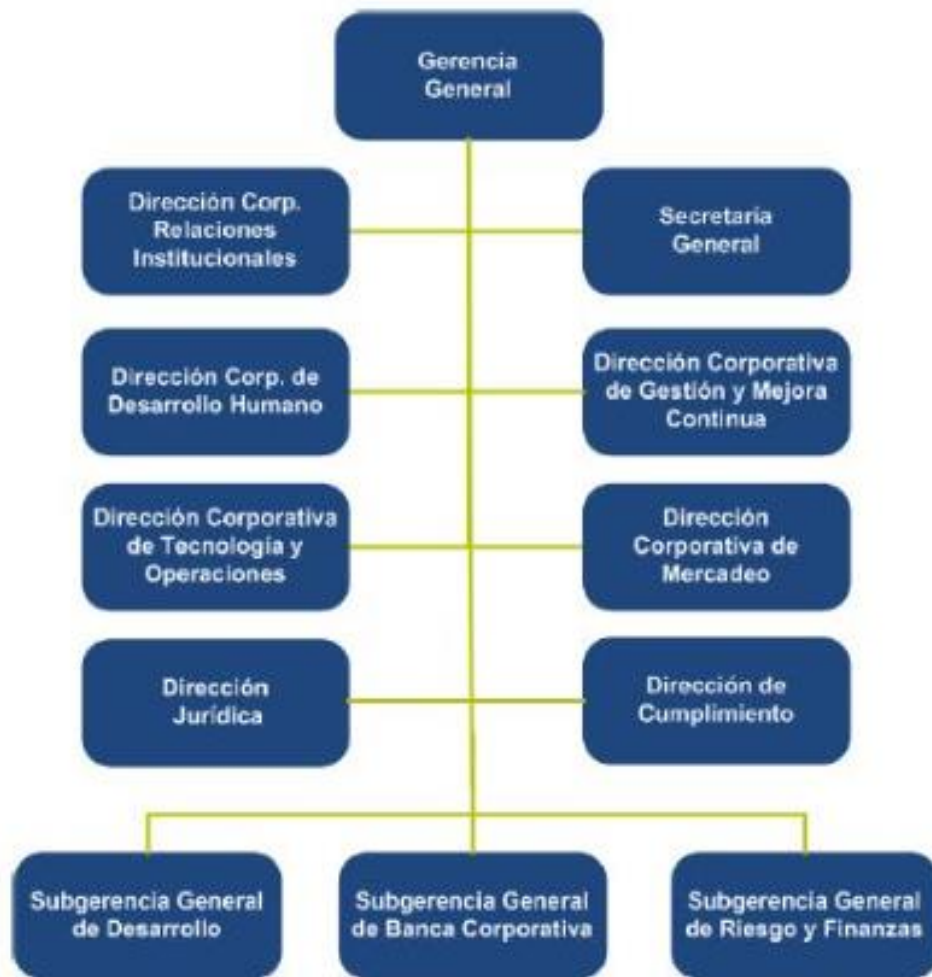 Gerencia
General
Dirección Corp.
Relaciones
Institucionales
Secretaría
General
Dirección Corp. de
Desarrollo Humano
Dirección Corporativa
de Gestión y Mejora
Continua
Dirección Corporativa
de Tecnología y
Operaciones
Dirección
Corporativa de
Mercadeo
Dirección
Jurídica
Dirección de
Cumplimiento
Subgerencia General
de Desarrollo
Subgerencia General
de Banca Corporativa
Subgerencia General
de Riesgo y Finanzas